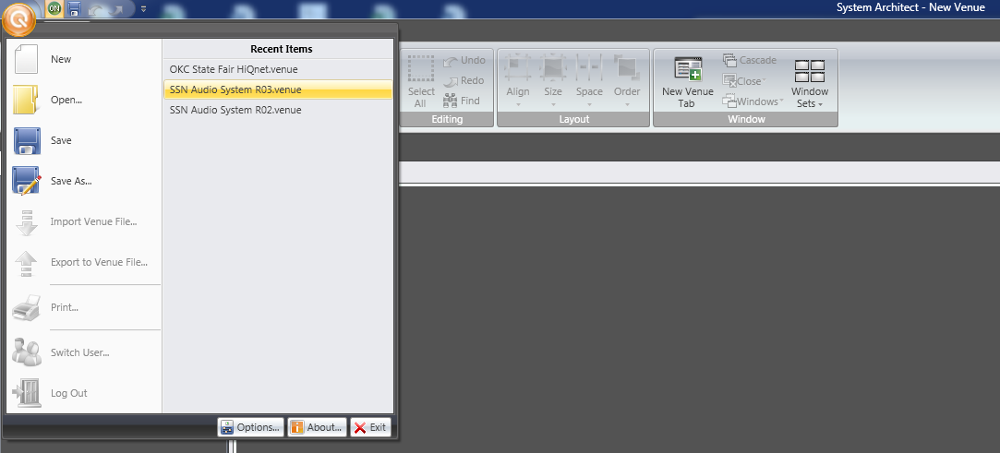 System Architect - New Venue
ON
New
Open...
Save
Save As...
Import Venue File...
Export to Venue File...
Print...
Switch User...
Log Out
Recent Items
OKC State Fair HiQnet.venue
SSN Audio System R03.venue
SSN Audio System R02.venue
Options...
About...
Exit
Select All
Undo
Redo
Find
Editing
Align
Size
Space
Order
Layout
New Venue Tab
Cascade
Close
Windows
Window Sets
Window